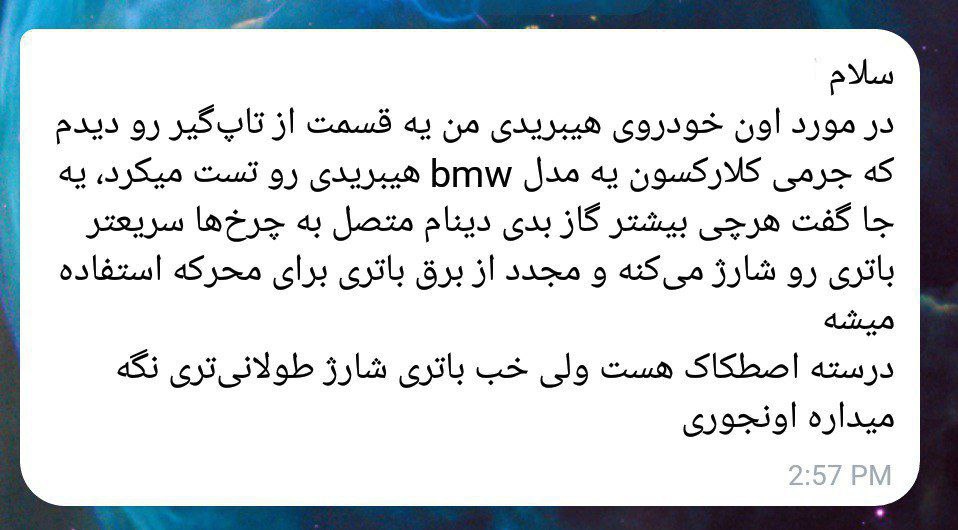 سلام
در مورد اون خودروی هیبریدی من یه قسمت از تاپ‌گیر رو دیدم
که جرمی کلارکسون یه مدل bmw هیبریدی رو تست میکرد، یه
جا گفت هرچی بیشتر گاز بدی دینام متصل به چرخ‌ها سریعتر
باتری رو شارژ می‌کنه و مجدد از برق باتری برای محرکه استفاده
میشه
درسته اصطکاک هست ولی خب باتری شارژ طولانی‌تری نگه
میداره اونجوری
2:57 PM